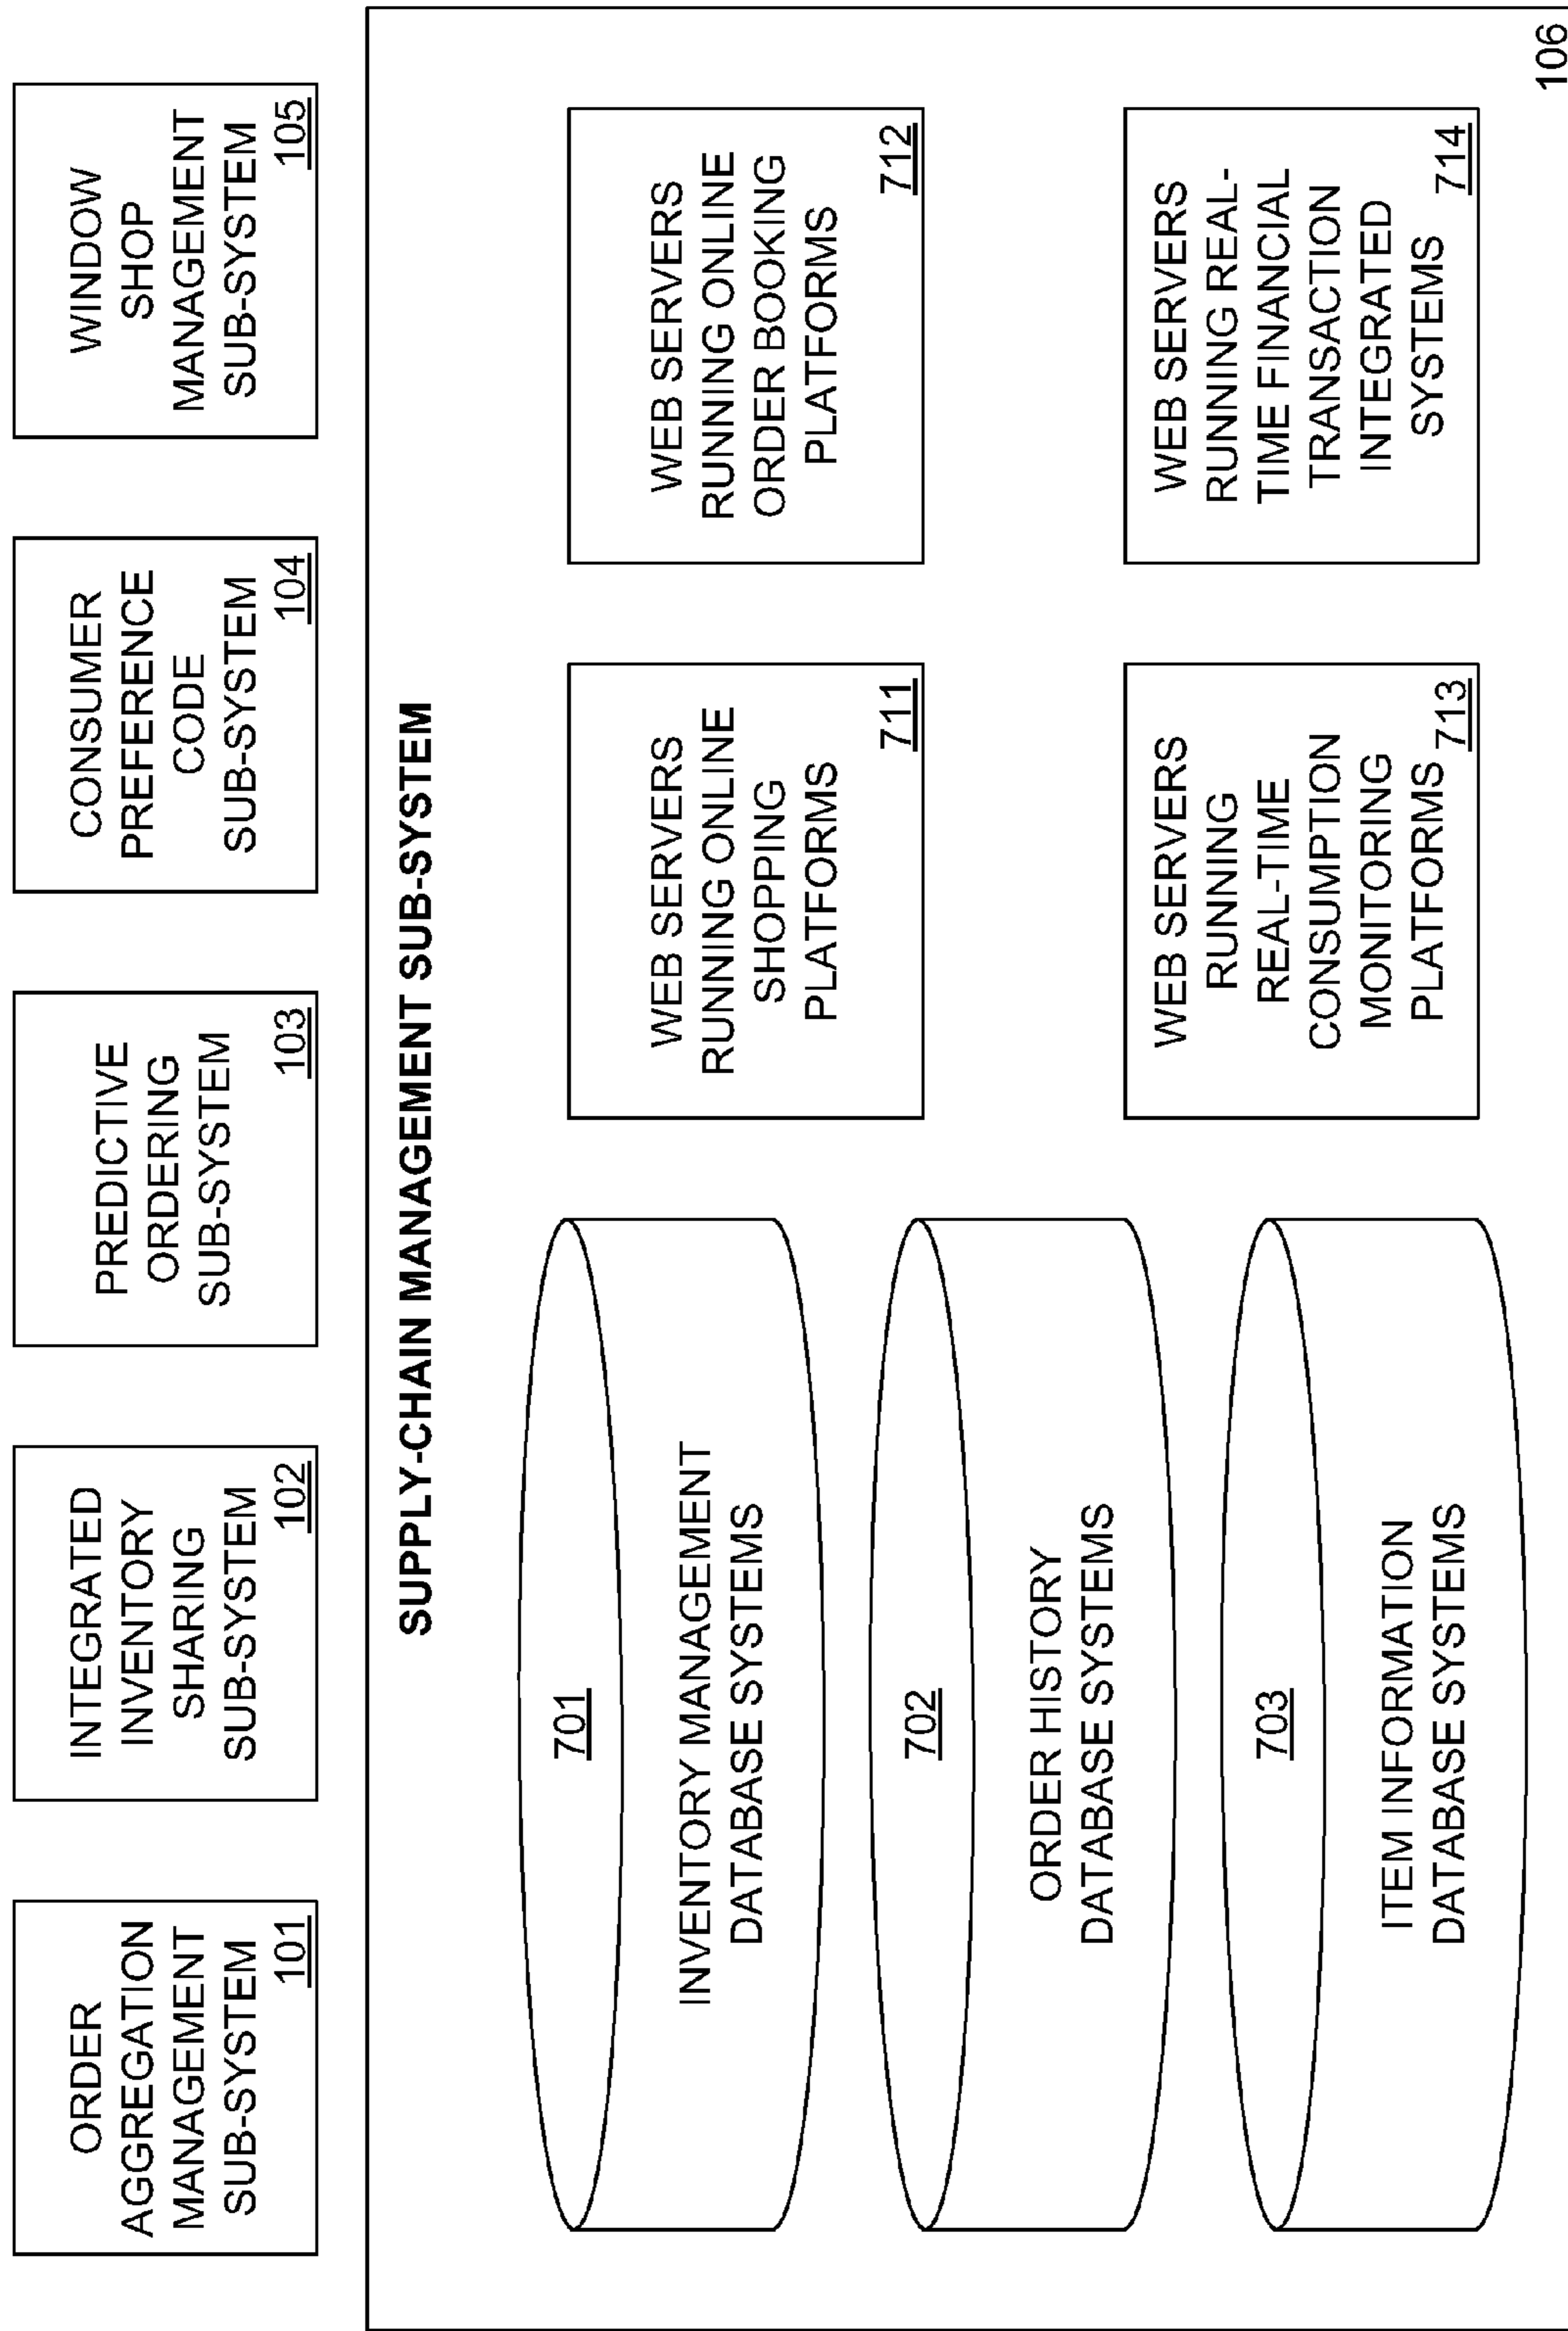 ORDER
AGGREGATION
MANAGEMENT
SUB-SYSTEM
101
INTEGRATED
INVENTORY
SHARING
SUB-SYSTEM
102
PREDICTIVE
ORDERING
SUB-SYSTEM
103
CONSUMER
PREFERENCE
CODE
SUB-SYSTEM
104
WINDOW
SHOP
MANAGEMENT
SUB-SYSTEM
105
SUPPLY-CHAIN MANAGEMENT SUB-SYSTEM
701
INVENTORY MANAGEMENT
DATABASE SYSTEMS
702
ORDER HISTORY
DATABASE SYSTEMS
703
ITEM INFORMATION
DATABASE SYSTEMS
WEB SERVERS
RUNNING ONLINE
SHOPPING
PLATFORMS
711
WEB SERVERS
RUNNING ONLINE
ORDER BOOKING
PLATFORMS
712
WEB SERVERS
RUNNING
REAL-TIME
CONSUMPTION
MONITORING
PLATFORMS
713
WEB SERVERS
RUNNING REAL-
TIME FINANCIAL
TRANSACTION
INTEGRATED
SYSTEMS
714
106